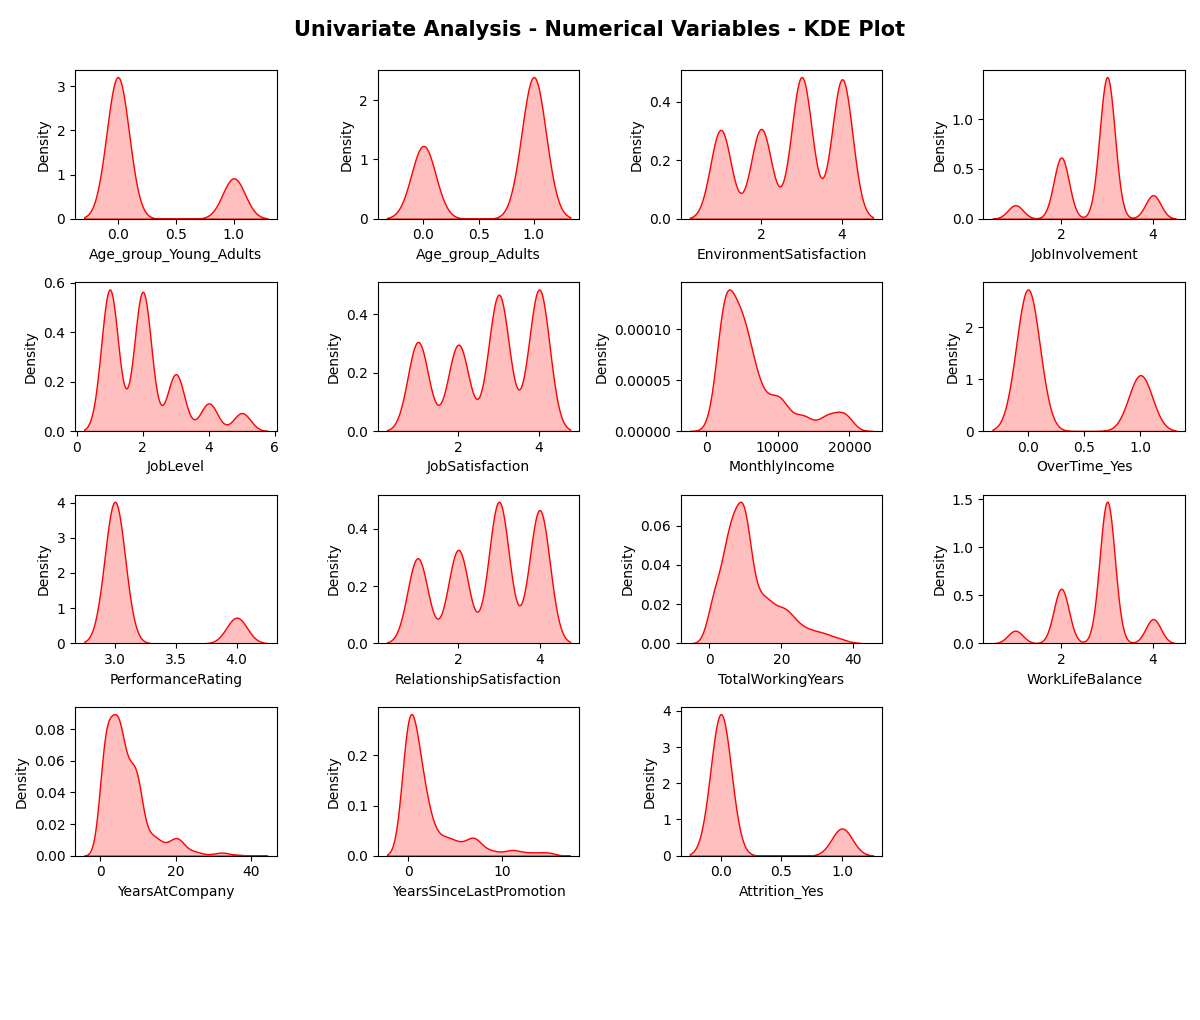 Univariate Analysis - Numerical Variables - KDE Plot
Density
3
2
1
0
0.0 0.5 1.0
Age_group_Young_Adults
Density
2
1
0
0.0 0.5 1.0
Age_group_Adults
Density
0.4
0.2
0.0
2 4
EnvironmentSatisfaction
Density
1.0
0.5
0.0
2 4
JobInvolvement
Density
0.6
0.4
0.2
0.0
0 2 4 6
JobLevel
Density
0.4
0.2
0.0
2 4
JobSatisfaction
Density
0.00010
0.00005
0.00000
0 10000 20000
MonthlyIncome
Density
2
1
0
0.0 0.5 1.0
OverTime_Yes
Density
4
3
2
1
0
3.0 3.5 4.0
PerformanceRating
Density
0.4
0.2
0.0
2 4
RelationshipSatisfaction
Density
0.06
0.04
0.02
0.00
0 20 40
TotalWorkingYears
Density
1.5
1.0
0.5
0.0
2 4
WorkLifeBalance
Density
0.08
0.06
0.04
0.02
0.00
0 20 40
YearsAtCompany
Density
0.2
0.1
0.0
0 10
YearsSinceLastPromotion
Density
4
3
2
1
0
0.0 0.5 1.0
Attrition_Yes